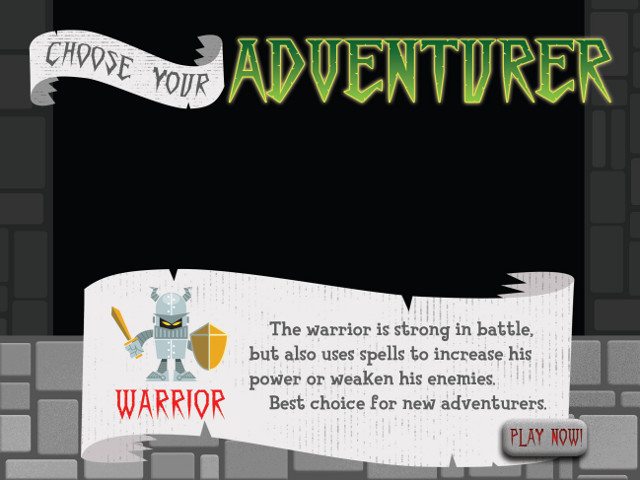 CHOOSE YOUR ADVENTURER
The warrior is strong in battle,
but also uses spells to increase his
power or weaken his enemies.
Best choice for new adventurers.
WARRIOR
PLAY NOW!